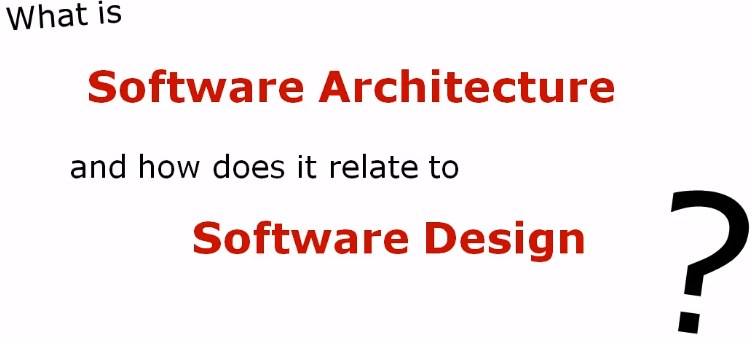 What is
Software Architecture
and how does it relate to
Software Design
?